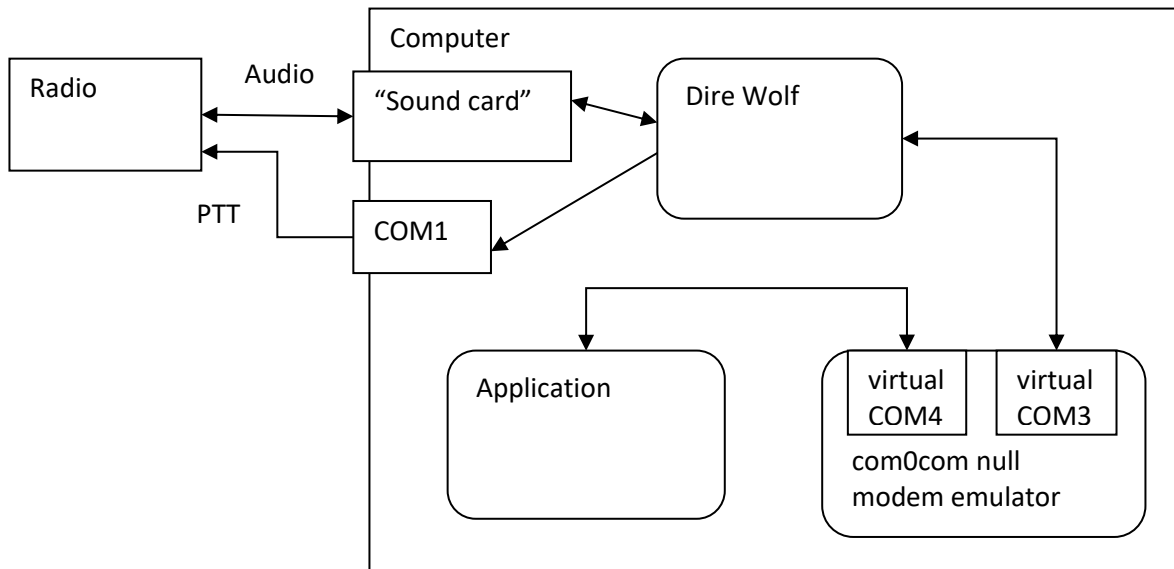 Computer
Radio
Audio
“Sound card”
Dire Wolf
PTT
COM1
Application
virtual
COM4
virtual
COM3
com0com null
modem emulator